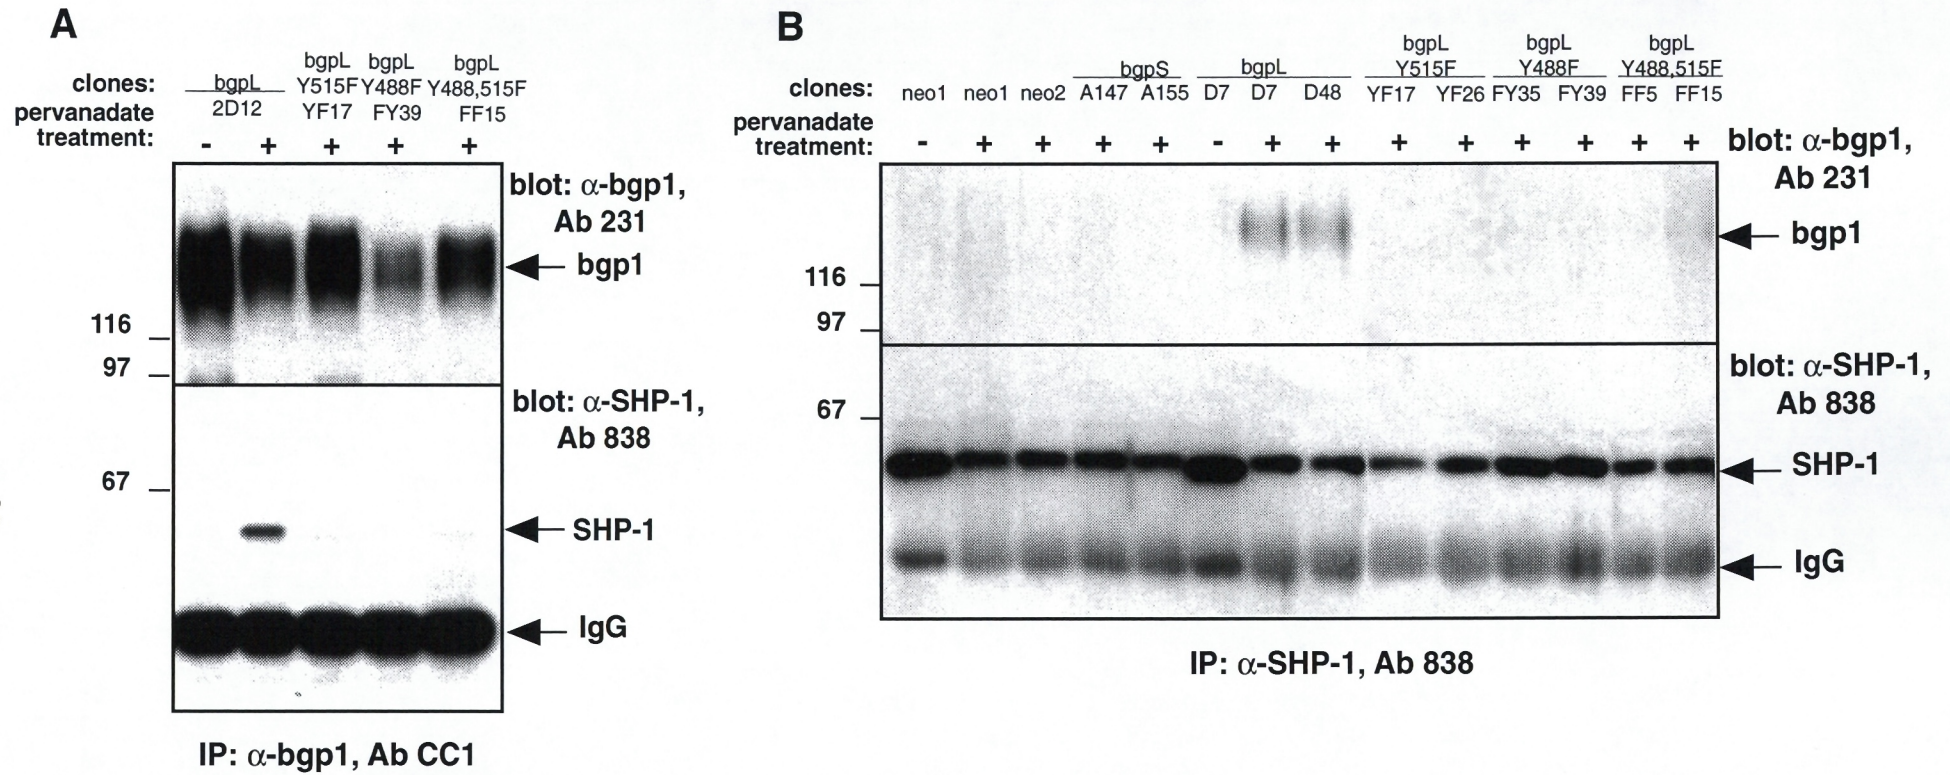 A
clones:
bgpL
2D12
bgpL
Y515F
YF17
bgpL
Y488F
FY39
bgpL
Y488,515F
FF15
pervanadate
treatment:
- + + + +
blot: α-bgp1,
Ab 231
bgp1
116
97
blot: α-SHP-1,
Ab 838
67
SHP-1
IgG
IP: α-bgp1, Ab CC1
B
clones:
bgpS
bgpL
bgpL
Y515F
bgpL
Y488F
bgpL
Y488,515F
neo1 neo1 neo2 A147 A155 D7 D7 D48 YF17 YF26 FY35 FY39 FF5 FF15
pervanadate
treatment:
- + + + + - + + + + + + + +
blot: α-bgp1,
Ab 231
bgp1
116
97
blot: α-SHP-1,
Ab 838
67
SHP-1
IgG
IP: α-SHP-1, Ab 838